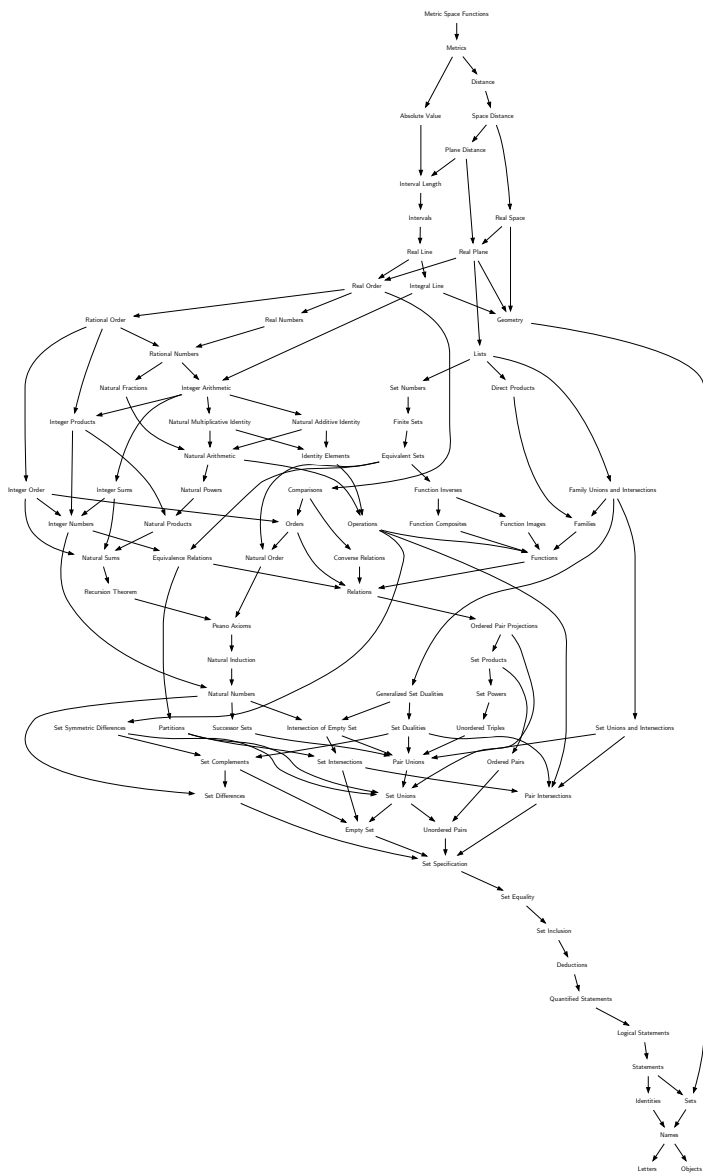 Metric Space Functions
Metrics
Distance
Absolute Value
Space Distance
Plane Distance
Interval Length
Intervals
Real Space
Real Line
Real Plane
Real Order
Integral Line
Rational Order
Real Numbers
Geometry
Rational Numbers
Lists
Natural Fractions
Integer Arithmetic
Set Numbers
Direct Products
Integer Products
Natural Multiplicative Identity
Natural Additive Identity
Finite Sets
Natural Arithmetic
Identity Elements
Equivalent Sets
Integer Order
Integer Sums
Natural Powers
Comparisons
Function Inverses
Family Unions and Intersections
Integer Numbers
Natural Products
Orders
Operations
Function Composites
Function Images
Families
Natural Sums
Equivalence Relations
Natural Order
Converse Relations
Functions
Recursion Theorem
Relations
Peano Axioms
Ordered Pair Projections
Natural Induction
Set Products
Natural Numbers
Generalized Set Dualities
Set Powers
Set Symmetric Differences
Partitions
Successor Sets
Intersection of Empty Set
Set Dualities
Unordered Triples
Set Unions and Intersections
Set Complements
Set Intersections
Pair Unions
Ordered Pairs
Set Differences
Set Unions
Pair Intersections
Empty Set
Unordered Pairs
Set Specification
Set Equality
Set Inclusion
Deductions
Quantified Statements
Logical Statements
Statements
Identities
Sets
Names
Letters
Objects